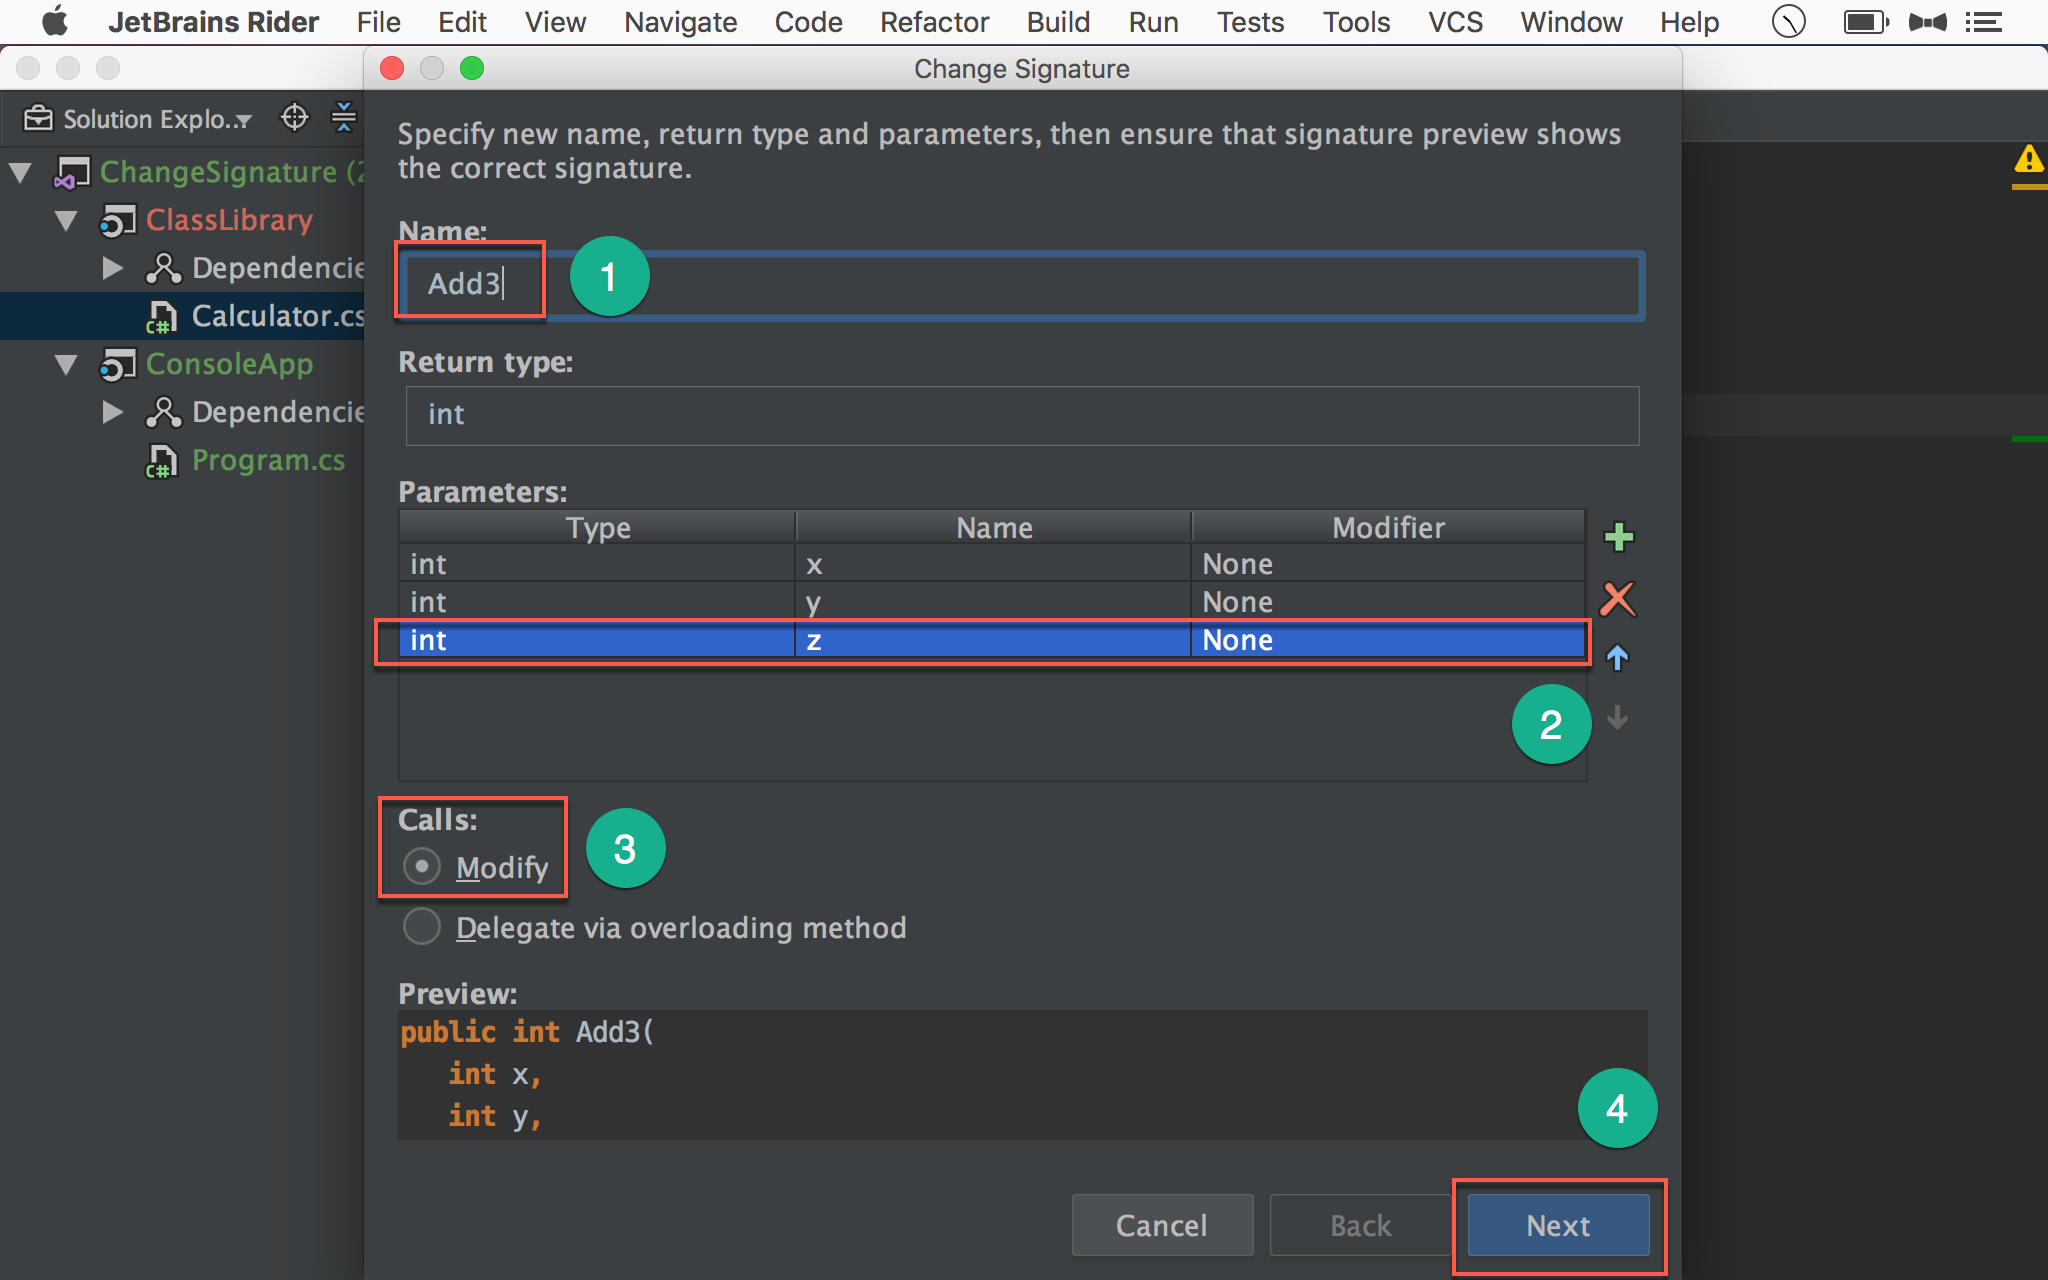 JetBrains Rider File Edit View Navigate Code Refactor Build Run Tests Tools VCS Window Help
Change Signature
Solution Explo...
ChangeSignature (2
ClassLibrary
Dependencie
C#
Calculator.cs
ConsoleApp
Dependencie
C#
Program.cs
Specify new name, return type and parameters, then ensure that signature preview shows
the correct signature.
Name:
Add3
1
Return type:
int
Parameters:
Type Name Modifier
int x None
int y None
int z None
2
Calls:
Modify
3
Delegate via overloading method
Preview:
public int Add3(
int x,
int y,
4
Cancel Back Next